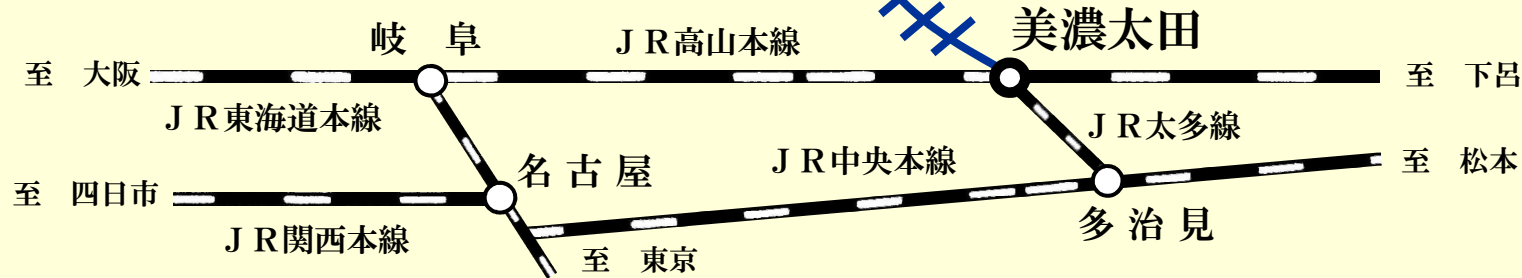 美濃太田
岐　阜
ＪＲ高山本線
至　大阪
至　下呂
ＪＲ東海道本線
ＪＲ太多線
名古屋
ＪＲ中央本線
至　松本
至　四日市
多治見
ＪＲ関西本線
至　東京